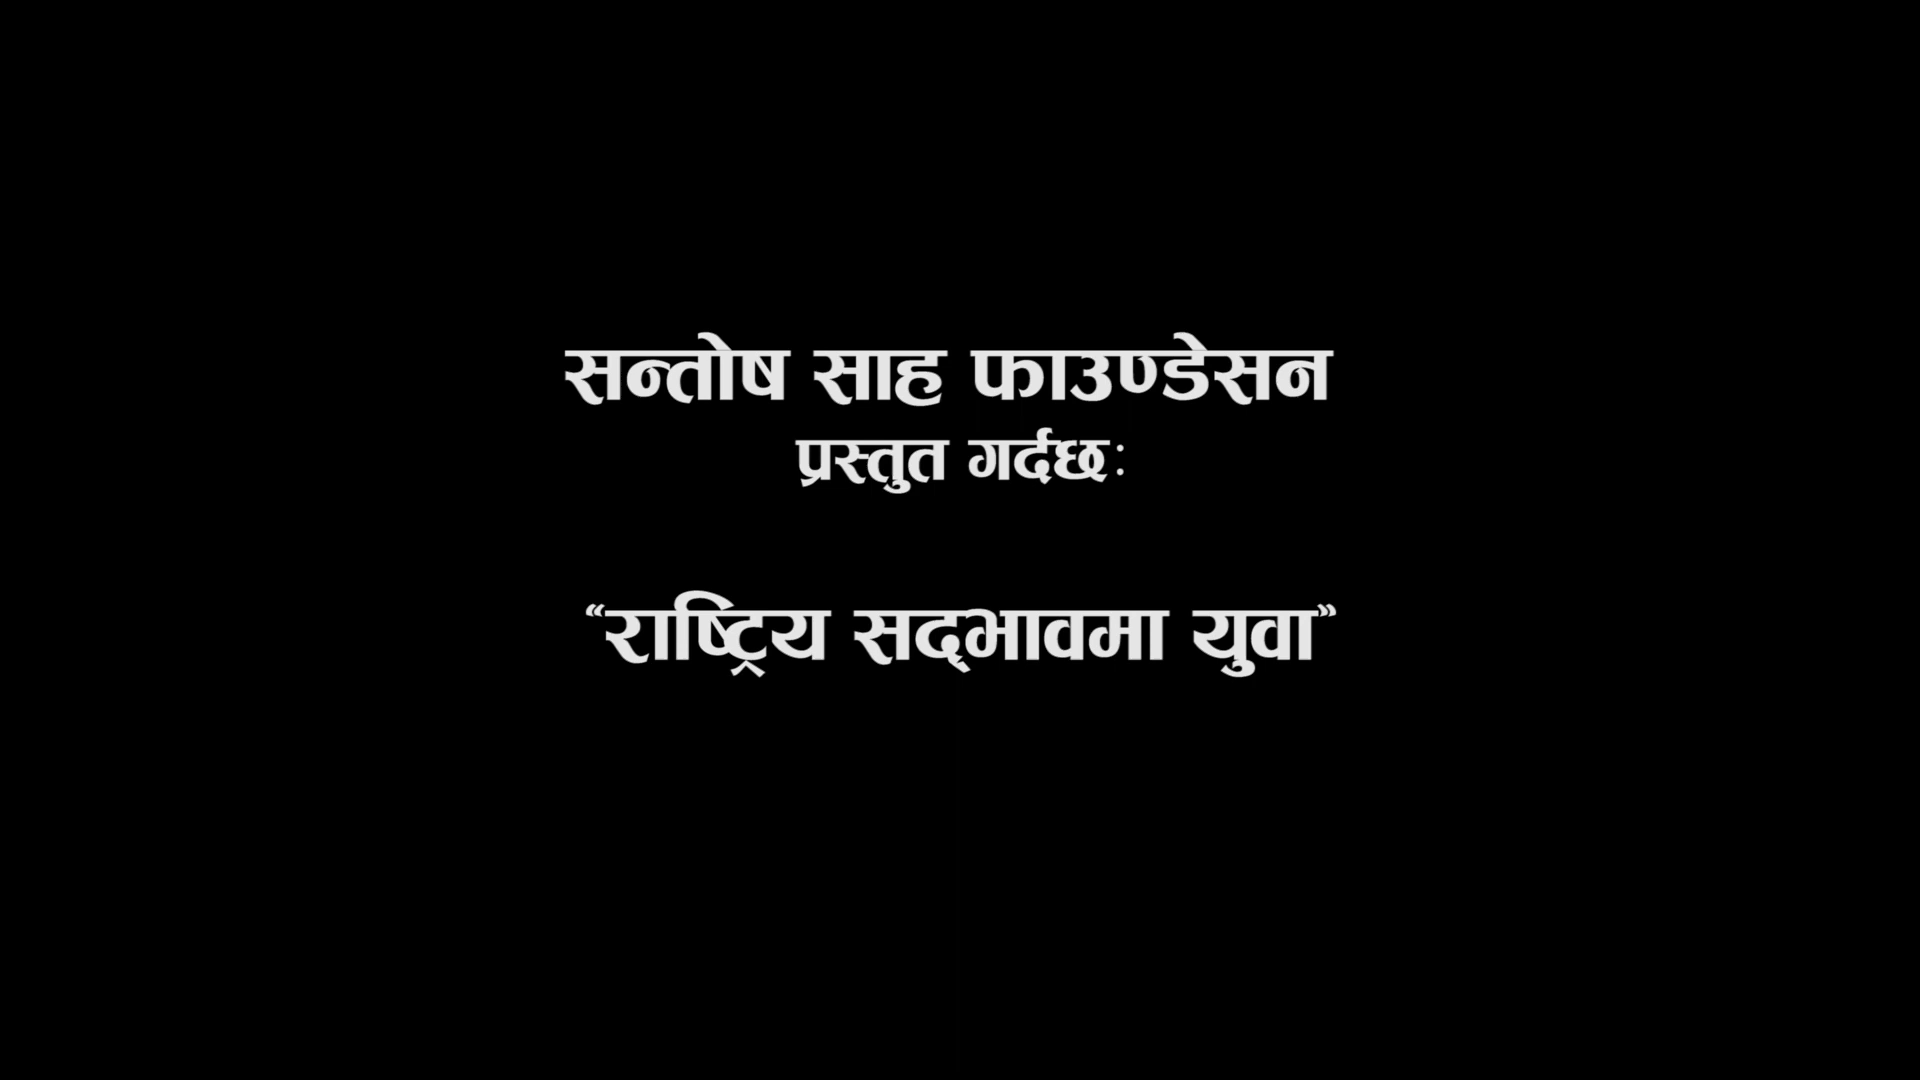 सन्तोष साह फाउण्डेसन
प्रस्तुत गर्दछः
“राष्ट्रिय सद्‌भावमा युवा”